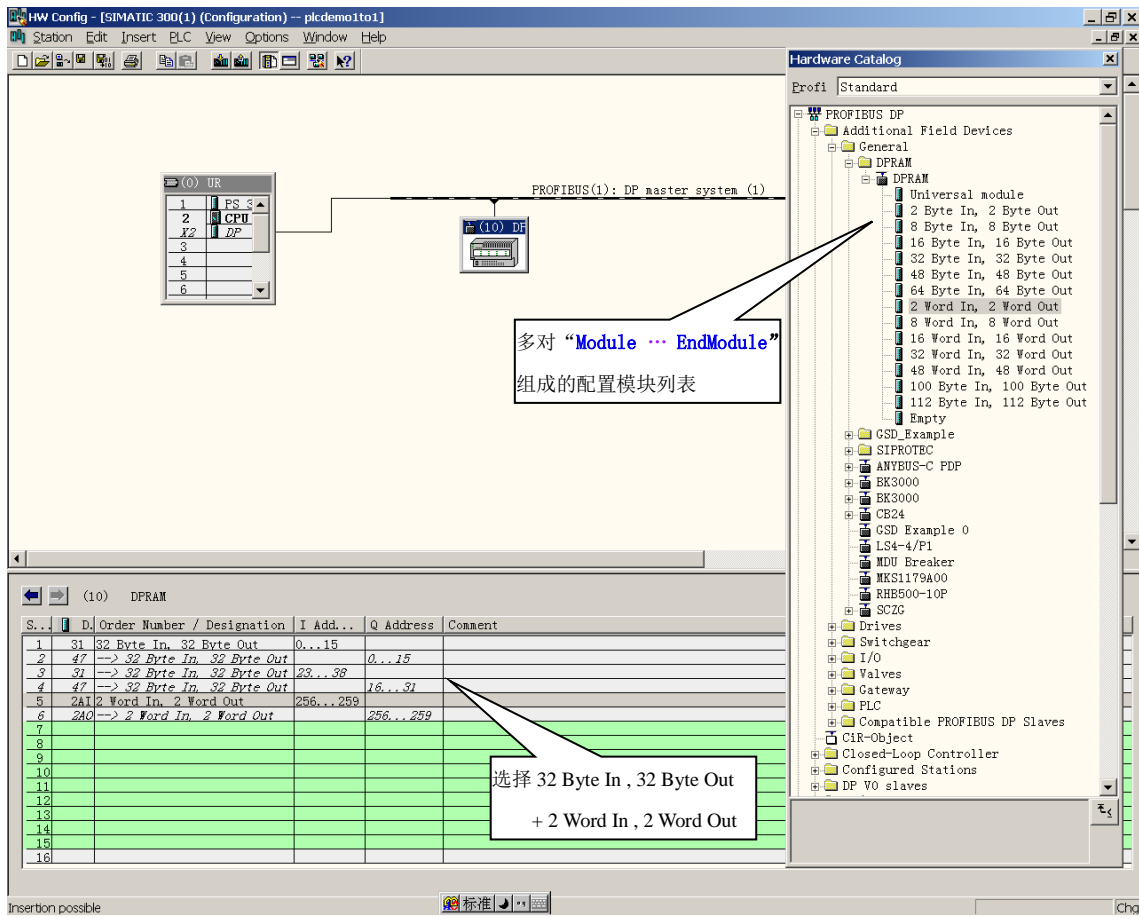 HW Config - [SIMATIC 300(1) (Configuration) -- plcdemo1to1]
Station Edit Insert PLC View Options Window Help
(0) UR
1 PS 3
2 CPU
X2 DP
3
4
5
6
PROFIBUS(1): DP master system (1)
(10) DP
多对“Module … EndModule”
组成的配置模块列表
Hardware Catalog
Profi Standard
PROFIBUS DP
Additional Field Devices
General
DPRAM
DPRAM
Universal module
2 Byte In, 2 Byte Out
8 Byte In, 8 Byte Out
16 Byte In, 16 Byte Out
32 Byte In, 32 Byte Out
48 Byte In, 48 Byte Out
64 Byte In, 64 Byte Out
2 Word In, 2 Word Out
8 Word In, 8 Word Out
16 Word In, 16 Word Out
32 Word In, 32 Word Out
48 Word In, 48 Word Out
100 Byte In, 100 Byte Out
112 Byte In, 112 Byte Out
Empty
GSD_Example
SIPROTEC
ANYBUS-C PDP
BK3000
BK3000
CB24
GSD Example 0
LS4-4/P1
MDU Breaker
MKS1179A00
RHB500-10P
SCZG
Drives
Switchgear
I/O
Valves
Gateway
PLC
Compatible PROFIBUS DP Slaves
CiR-Object
Closed-Loop Controller
Configured Stations
DP V0 slaves
(10) DPRAM
S... D. Order Number / Designation I Add... Q Address Comment
1 31 32 Byte In, 32 Byte Out 0...15
2 47 --> 32 Byte In, 32 Byte Out 0...15
3 31 --> 32 Byte In, 32 Byte Out 23...38
4 47 --> 32 Byte In, 32 Byte Out 16...31
5 2AI 2 Word In, 2 Word Out 256...259
6 2AO --> 2 Word In, 2 Word Out 256...259
7
8
9
10
11
12
13
14
15
16
选择 32 Byte In , 32 Byte Out
+ 2 Word In , 2 Word Out
Insertion possible
标准
Chg